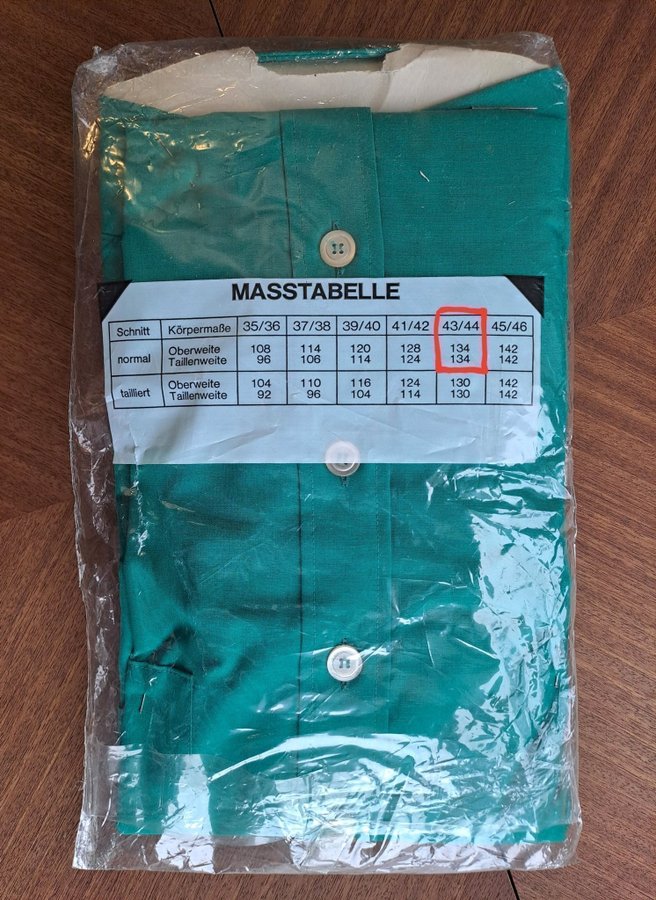 MASSTABELLE
Schnitt Körpermaße 35/36 37/38 39/40 41/42 43/44 45/46
normal Oberweite 108 114 120 128 134 142
Taillenweite 96 106 114 124 134 142
tailliert Oberweite 104 110 116 124 130 142
Taillenweite 92 96 104 114 130 142